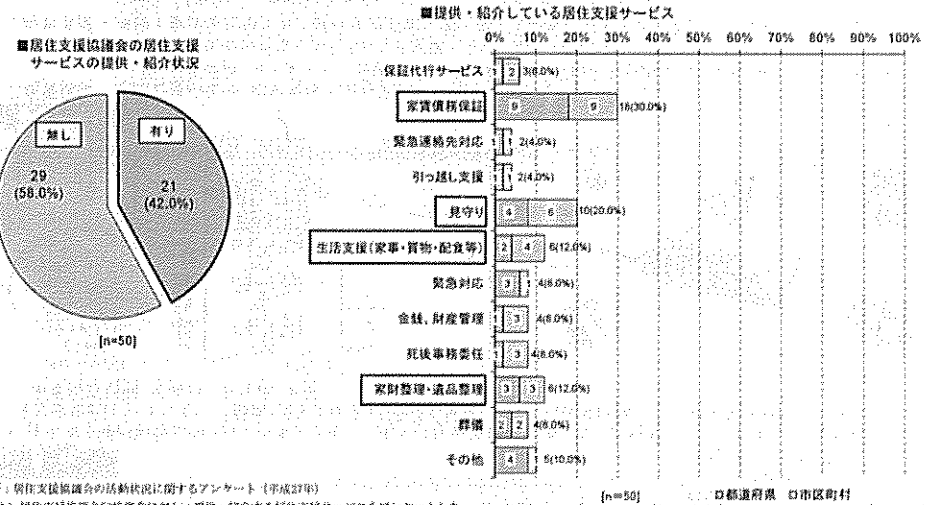 ■提供・紹介している居住支援サービス
■居住支援協議会の居住支援
サービスの提供・紹介状況
0% 10% 20% 30% 40% 50% 60% 70% 80% 90% 100%
無し
29
(58.0%)
有り
21
(42.0%)
[n=50]
保証代行サービス 1 2 3(6.0%)
家賃債務保証 9 9 18(30.0%)
緊急連絡先対応 1 1 2(4.0%)
引っ越し支援 1 1 2(4.0%)
見守り 4 6 10(20.0%)
生活支援(家事・買物・配食等) 2 4 6(12.0%)
緊急対応 3 1 4(8.0%)
金銭、財産管理 1 3 4(8.0%)
死後事務委任 1 3 4(8.0%)
家財整理・遺品整理 3 3 6(12.0%)
葬儀 2 2 4(8.0%)
その他 4 1 5(10.0%)
[n=50] 都道府県 市区町村
:居住支援協議会の活動状況に関するアンケート(平成27年)